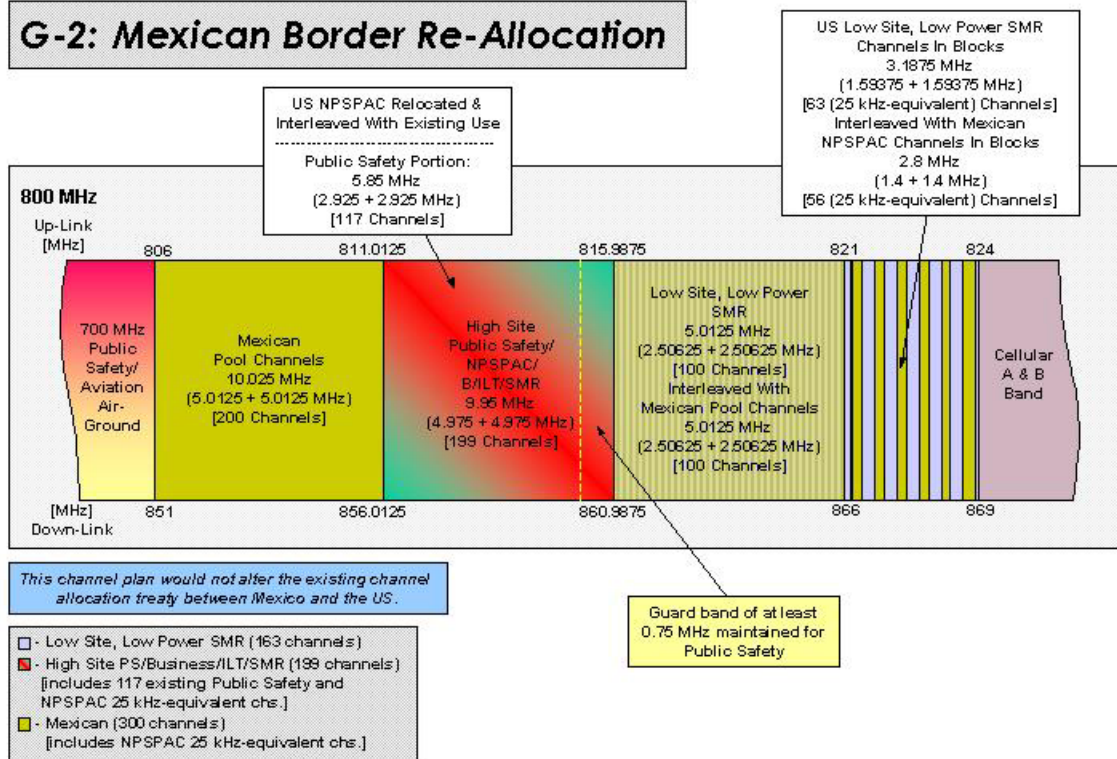 G-2: Mexican Border Re-Allocation
US NPSPAC Relocated &
Interleaved With Existing Use
------------------------
Public Safety Portion:
5.85 MHz
(2.925 + 2.925 MHz)
[117 Channels]
US Low Site, Low Power SMR
Channels In Blocks
3.1875 MHz
(1.59375 + 1.59375 MHz)
[63 (25 kHz-equivalent) Channels]
Interleaved With Mexican
NPSPAC Channels In Blocks
2.8 MHz
(1.4 + 1.4 MHz)
[56 (25 kHz-equivalent) Channels]
800 MHz
Up-Link
[MHz]
806
811.0125
815.9875
821
824
700 MHz
Public
Safety/
Aviation
Air-
Ground
Mexican
Pool Channels
10.025 MHz
(5.0125 + 5.0125 MHz)
[200 Channels]
High Site
Public Safety/
NPSPAC/
B/ILT/SMR
9.95 MHz
(4.975 + 4.975 MHz)
[199 Channels]
Low Site, Low Power
SMR
5.0125 MHz
(2.50625 + 2.50625 MHz)
[100 Channels]
Interleaved With
Mexican Pool Channels
5.0125 MHz
(2.50625 + 2.50625 MHz)
[100 Channels]
Cellular
A & B
Band
[MHz]
Down-Link
851
856.0125
860.9875
866
869
This channel plan would not alter the existing channel
allocation treaty between Mexico and the US.
Guard band of at least
0.75 MHz maintained for
Public Safety
- Low Site, Low Power SMR (163 channels)
- High Site PS/Business/ILT/SMR (199 channels)
[includes 117 existing Public Safety and
NPSPAC 25 kHz-equivalent chs.]
- Mexican (300 channels)
[includes NPSPAC 25 kHz-equivalent chs.]